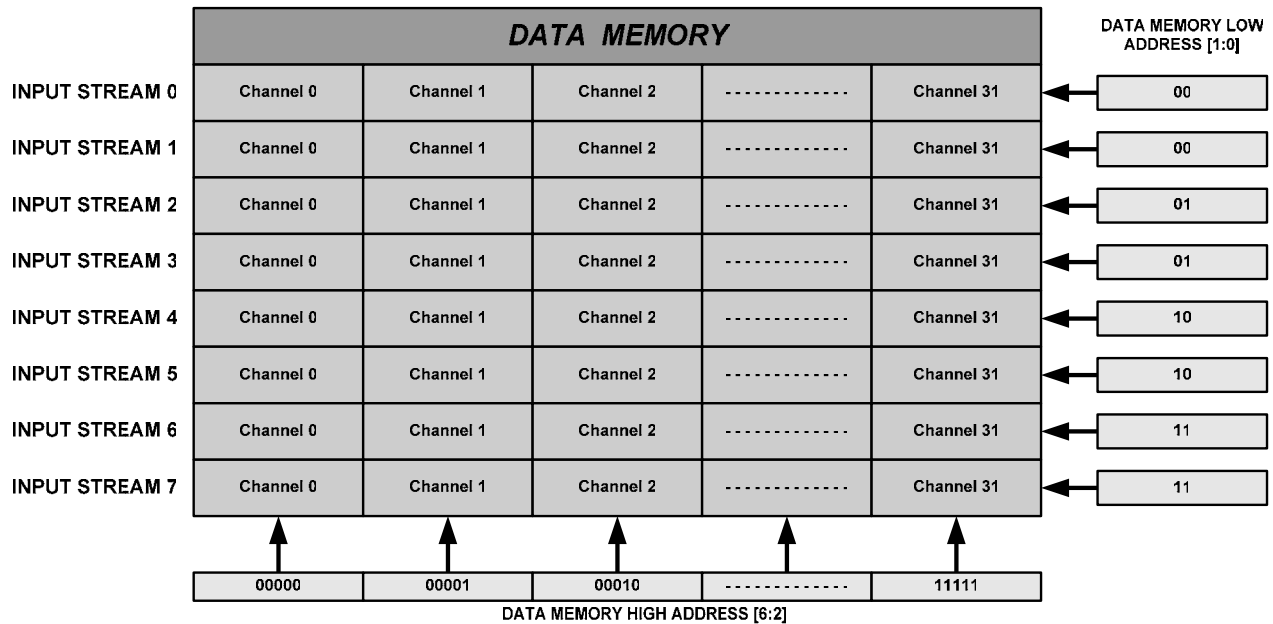 DATA MEMORY
DATA MEMORY LOW
ADDRESS [1:0]
INPUT STREAM 0 Channel 0 Channel 1 Channel 2 ------------- Channel 31 00
INPUT STREAM 1 Channel 0 Channel 1 Channel 2 ------------- Channel 31 00
INPUT STREAM 2 Channel 0 Channel 1 Channel 2 ------------- Channel 31 01
INPUT STREAM 3 Channel 0 Channel 1 Channel 2 ------------- Channel 31 01
INPUT STREAM 4 Channel 0 Channel 1 Channel 2 ------------- Channel 31 10
INPUT STREAM 5 Channel 0 Channel 1 Channel 2 ------------- Channel 31 10
INPUT STREAM 6 Channel 0 Channel 1 Channel 2 ------------- Channel 31 11
INPUT STREAM 7 Channel 0 Channel 1 Channel 2 ------------- Channel 31 11
00000 00001 00010 ------------- 11111
DATA MEMORY HIGH ADDRESS [6:2]